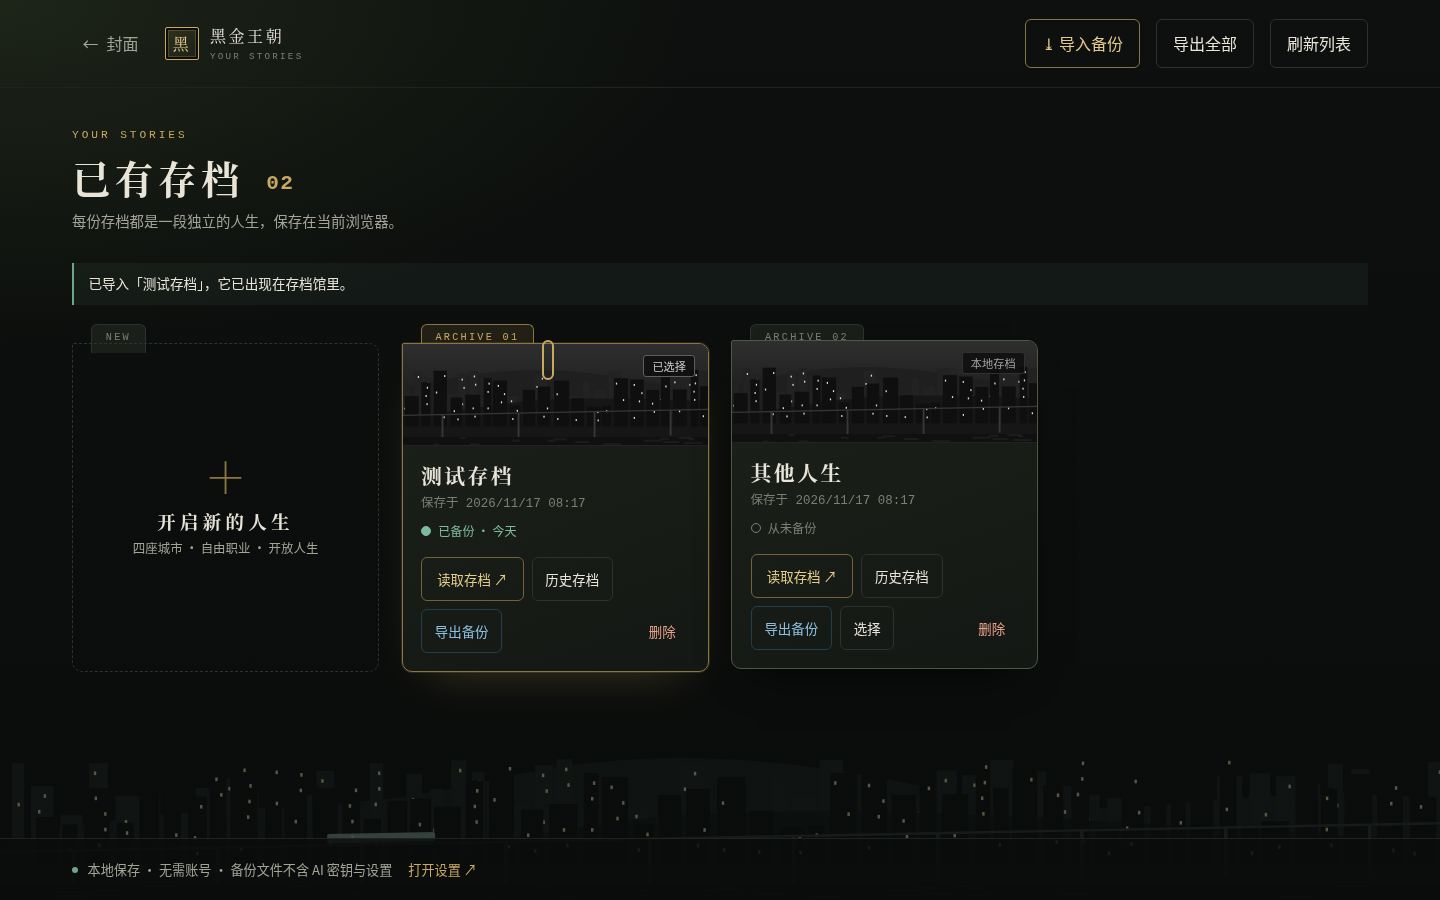 ← 封面
黑
黑金王朝
YOUR STORIES
⤓ 导入备份
导出全部
刷新列表
YOUR STORIES
已有存档 02
每份存档都是一段独立的人生，保存在当前浏览器。
已导入「测试存档」，它已出现在存档馆里。
NEW
开启新的人生
四座城市 · 自由职业 · 开放人生
ARCHIVE 01
已选择
测试存档
保存于 2026/11/17 08:17
已备份 · 今天
读取存档 ↗
历史存档
导出备份
删除
ARCHIVE 02
本地存档
其他人生
保存于 2026/11/17 08:17
从未备份
读取存档 ↗
历史存档
导出备份
选择
删除
本地保存 · 无需账号 · 备份文件不含 AI 密钥与设置
打开设置 ↗